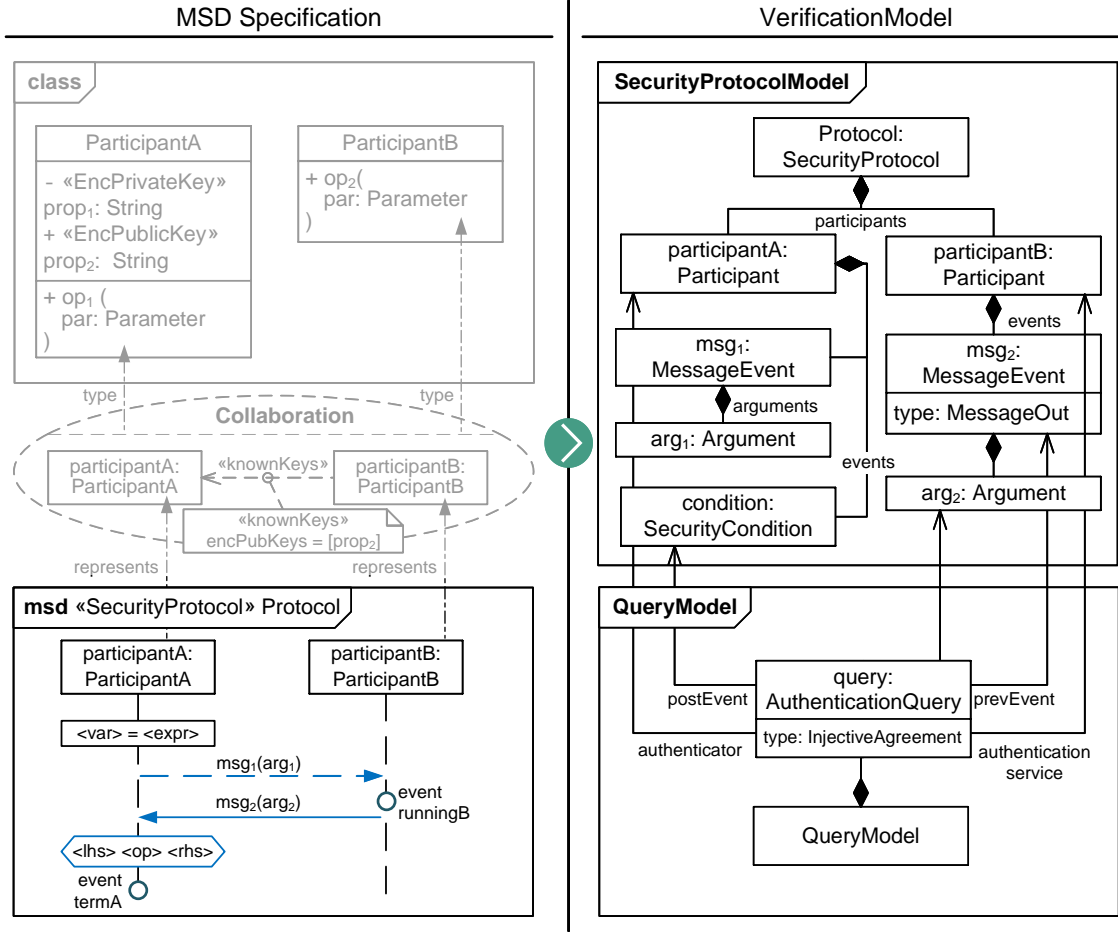 MSD Specification
VerificationModel
class
ParticipantA
- «EncPrivateKey»
prop₁: String
+ «EncPublicKey»
prop₂: String
+ op₁ (
par: Parameter
)
ParticipantB
+ op₂(
par: Parameter
)
type
type
Collaboration
participantA:
ParticipantA
«knownKeys»
participantB:
ParticipantB
«knownKeys»
encPubKeys = [prop₂]
represents
represents
msd «SecurityProtocol» Protocol
participantA:
ParticipantA
participantB:
ParticipantB
<var> = <expr>
msg₁(arg₁)
event
runningB
msg₂(arg₂)
<lhs> <op> <rhs>
event
termA
SecurityProtocolModel
Protocol:
SecurityProtocol
participants
participantA:
Participant
participantB:
Participant
events
msg₁:
MessageEvent
msg₂:
MessageEvent
type: MessageOut
arguments
arg₁: Argument
events
arg₂: Argument
condition:
SecurityCondition
QueryModel
query:
AuthenticationQuery
type: InjectiveAgreement
postEvent
prevEvent
authenticator
authentication
service
QueryModel